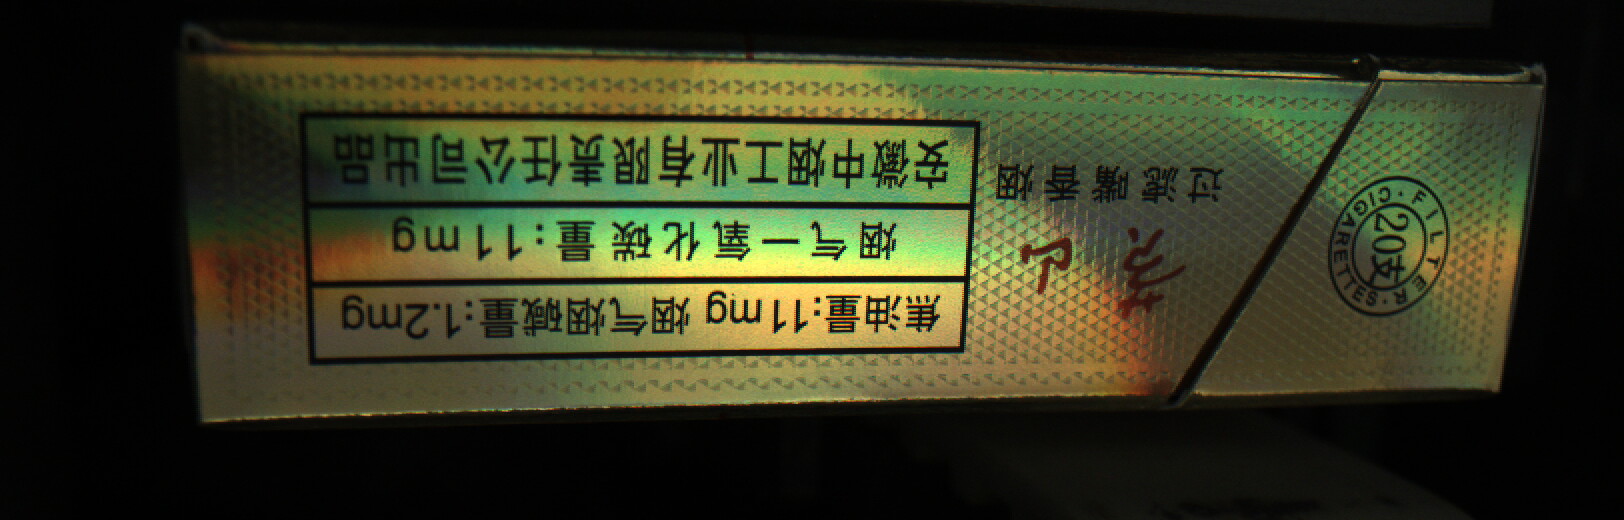 FILTER · CIGARETTES ·
20支
黄山
过滤嘴香烟
焦油量:11mg 烟气烟碱量:1.2mg
烟气一氧化碳量:11mg
安徽中烟工业有限责任公司出品